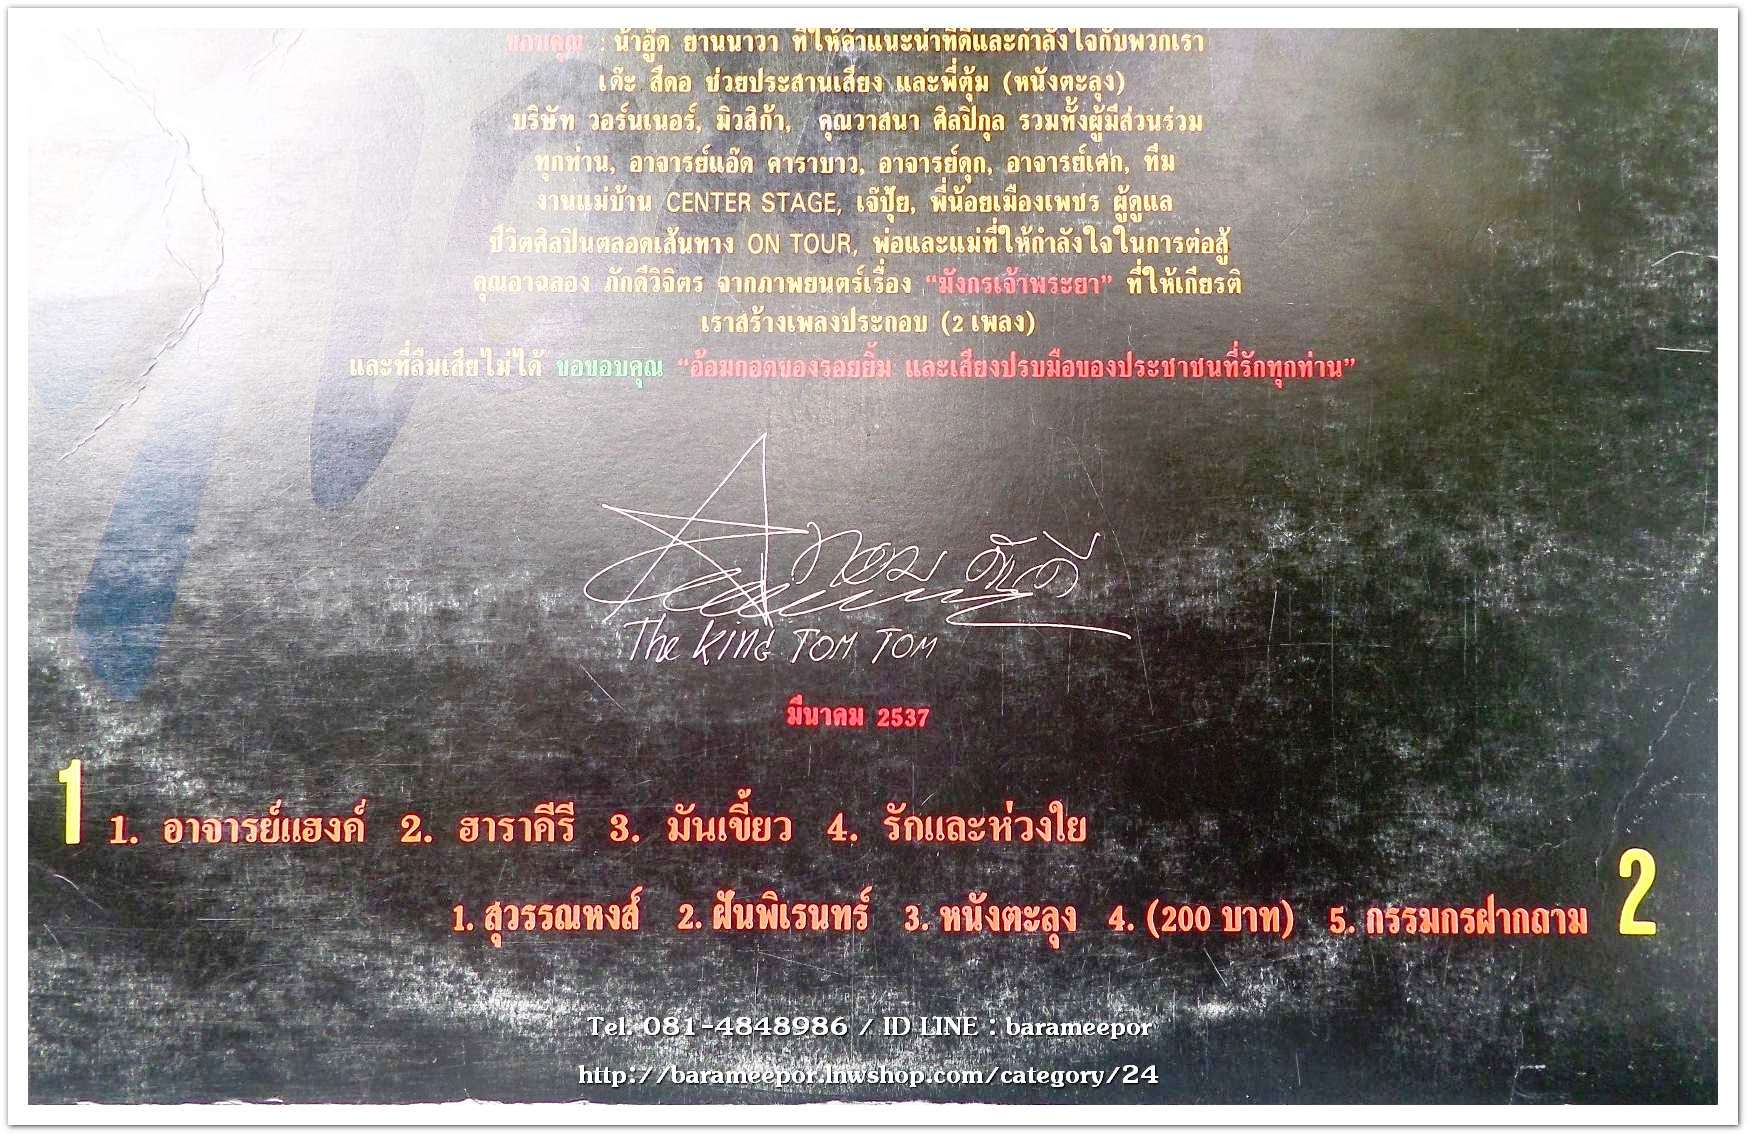 ขอบคุณ : น้าอู๊ด ยานนาวา ที่ให้คำแนะนำที่ดีและกำลังใจกับพวกเรา
เด๊ะ สีดอ ช่วยประสานเสียง และพี่ตุ้ม (หนังตะลุง)
บริษัท วอร์นเนอร์, มิวสิก้า, คุณวาสนา ศิลปิกุล รวมทั้งผู้มีส่วนร่วม
ทุกท่าน, อาจารย์แอ๊ด คาราบาว, อาจารย์ดุก, อาจารย์เศก, ทีม
งานแม่บ้าน CENTER STAGE, เจ๊ปุ้ย, พี่น้อยเมืองเพชร ผู้ดูแล
ชีวิตศิลปินตลอดเส้นทาง ON TOUR, พ่อและแม่ที่ให้กำลังใจในการต่อสู้
คุณอาฉลอง ภักดีวิจิตร จากภาพยนตร์เรื่อง “มังกรเจ้าพระยา” ที่ให้เกียรติ
เราสร้างเพลงประกอบ (2 เพลง)
และที่ลืมเสียไม่ได้ ขอขอบคุณ “อ้อมกอดของรอยยิ้ม และเสียงปรบมือของประชาชนที่รักทุกท่าน”
The King TOM TOM
มีนาคม 2537
1 1. อาจารย์แฮงค์ 2. ฮาราคีรี 3. มันเขี้ยว 4. รักและห่วงใย
1. สุวรรณหงส์ 2. ฝันพิเรนทร์ 3. หนังตะลุง 4. (200 บาท) 5. กรรมกรฝากถาม 2
Tel. 081-4848986 / ID LINE : barameepor
http://barameepor.lnwshop.com/category/24